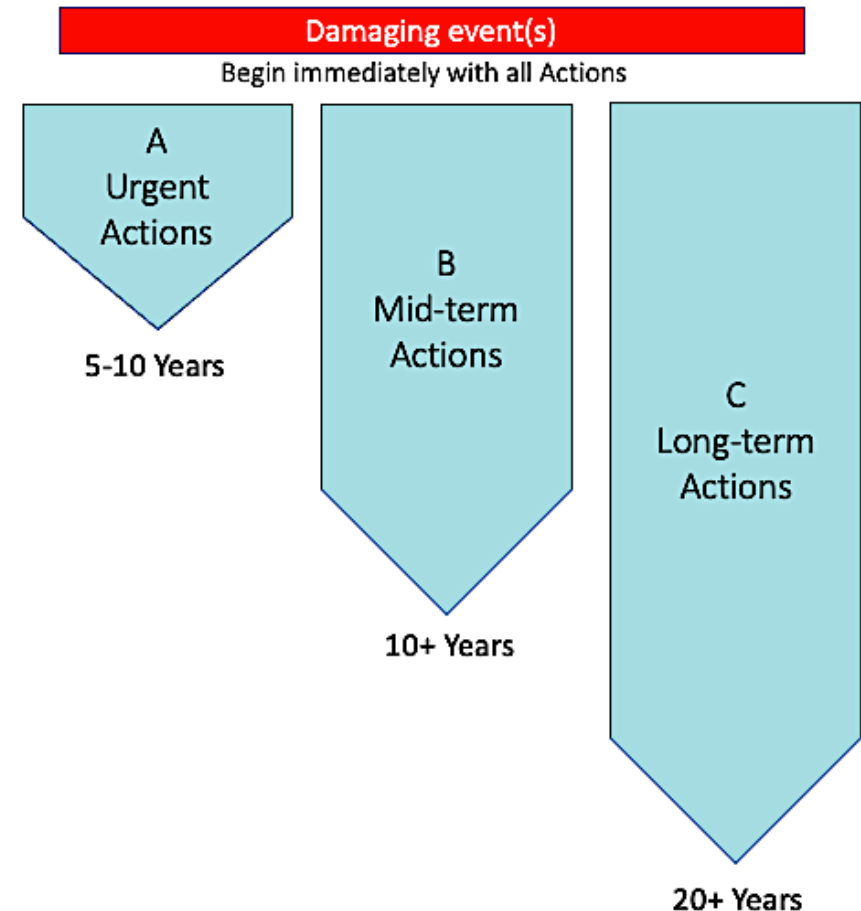 Damaging event(s)
Begin immediately with all Actions
A
Urgent
Actions
5-10 Years
B
Mid-term
Actions
10+ Years
C
Long-term
Actions
20+ Years